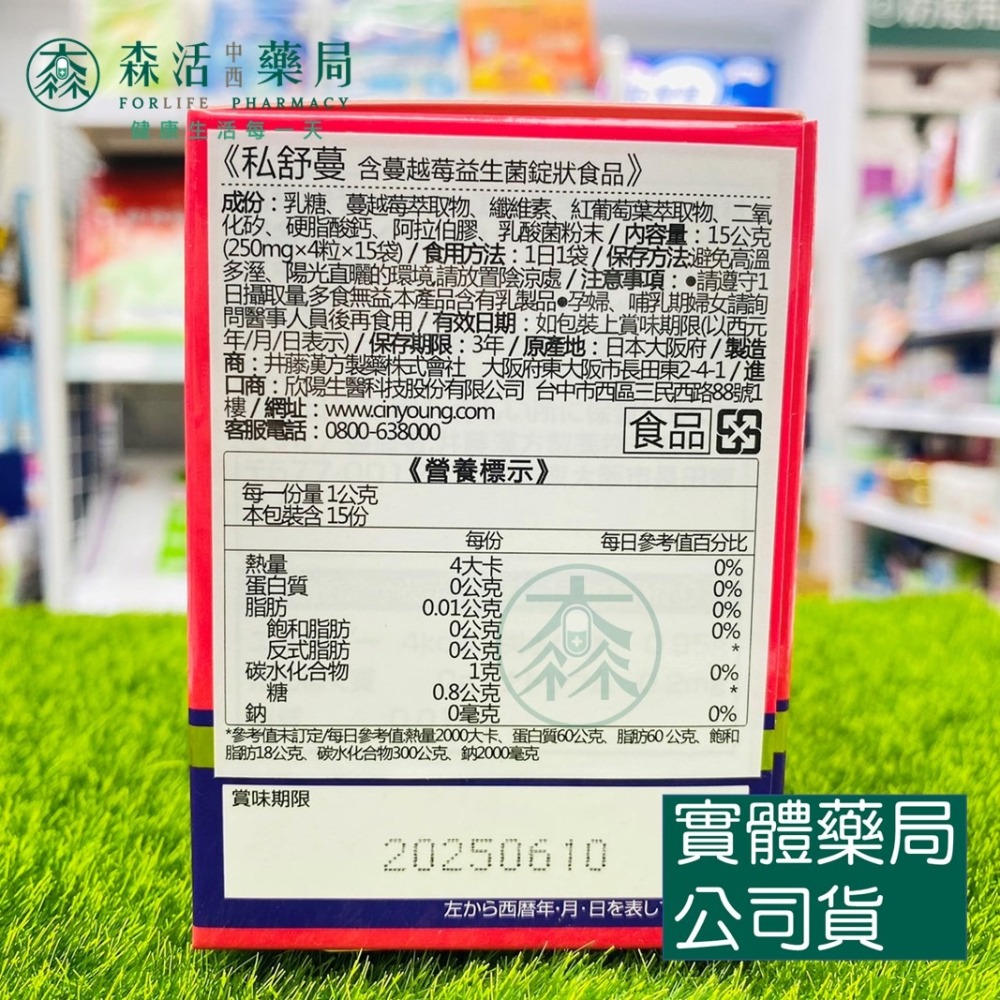 森活中西藥局
FORLIFE PHARMACY
健康生活每一天
《私舒蔓 含蔓越莓益生菌錠狀食品》
成份：乳糖、蔓越莓萃取物、纖維素、紅葡萄葉萃取物、二氧
化矽、硬脂酸鈣、阿拉伯膠、乳酸菌粉末/內容量：15公克
(250mg×4粒×15袋)/食用方法：1日1袋/保存方法:避免高溫
多溼、陽光直曬的環境,請放置陰涼處/注意事項：●請遵守1
日攝取量,多食無益,本產品含有乳製品●孕婦、哺乳期婦女請詢
問醫事人員後再食用/有效日期：如包裝上賞味期限(以西元
年/月/日表示)/保存期限：3年/原產地：日本大阪府/製造
商：井藤漢方製藥株式會社 大阪府東大阪市長田東2-4-1/進
口商：欣陽生醫科技股份有限公司 台中市西區三民西路88號1
樓/網址：www.cinyoung.com
客服電話：0800-638000
食品
《營養標示》
每一份量 1公克
本包裝含 15份
每份 每日參考值百分比
熱量 4大卡 0%
蛋白質 0公克 0%
脂肪 0.01公克 0%
飽和脂肪 0公克 0%
反式脂肪 0公克 *
碳水化合物 1克 0%
糖 0.8公克 *
鈉 0毫克 0%
*參考值未訂定/每日參考值:熱量2000大卡、蛋白質60公克、脂肪60 公克、飽和
脂肪18公克、碳水化合物300公克、鈉2000毫克
賞味期限
20250610
左から西暦年･月･日を表し
實體藥局
公司貨